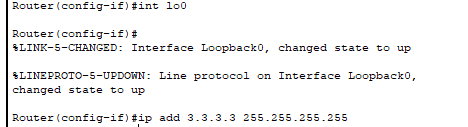 Router(config-if)#int lo0
Router(config-if)#
%LINK-5-CHANGED: Interface Loopback0, changed state to up
%LINEPROTO-5-UPDOWN: Line protocol on Interface Loopback0,
changed state to up
Router(config-if)#ip add 3.3.3.3 255.255.255.255